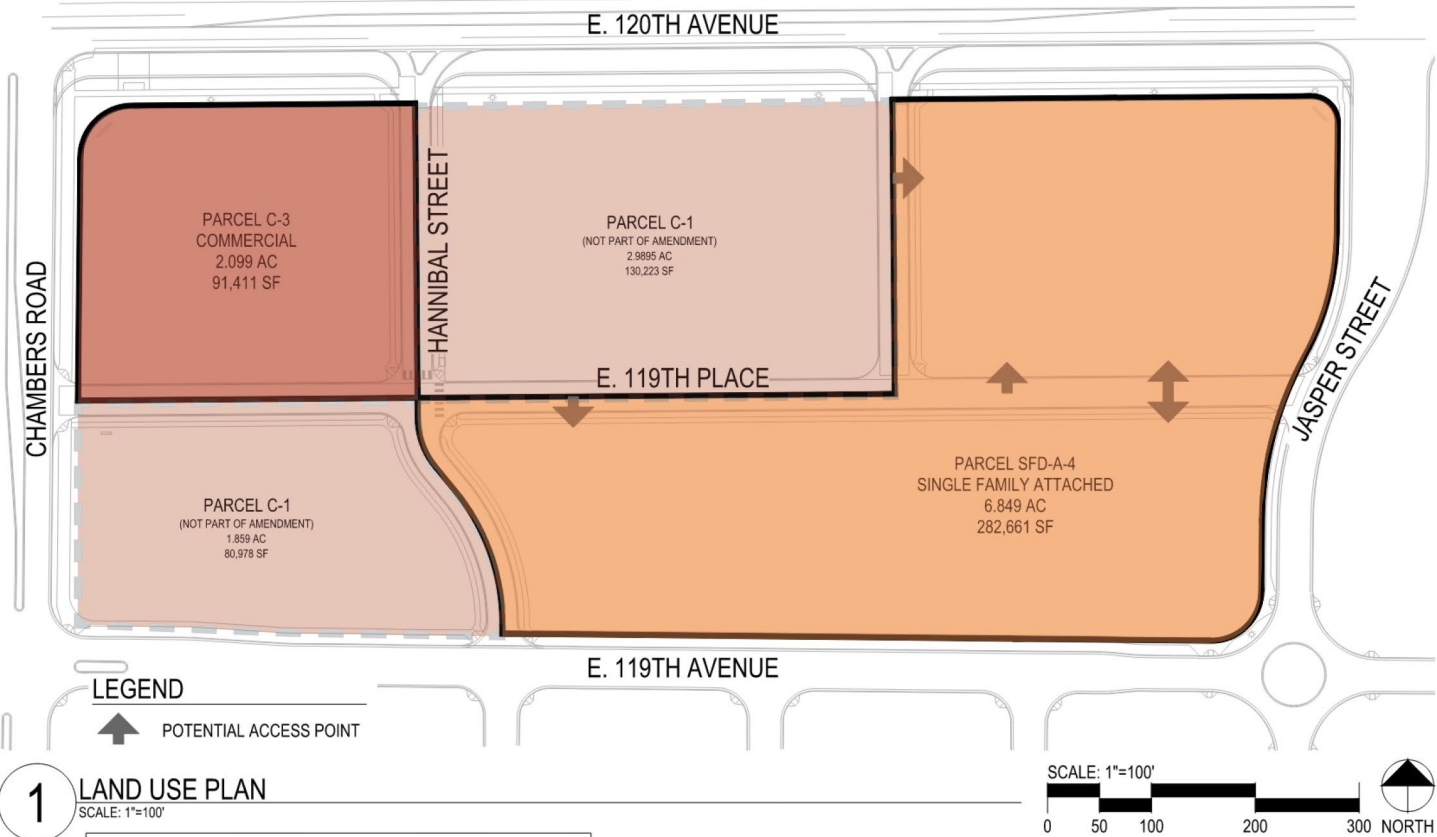 E. 120TH AVENUE
PARCEL C-3
COMMERCIAL
2.099 AC
91,411 SF
HANNIBAL STREET
PARCEL C-1
(NOT PART OF AMENDMENT)
2.9895 AC
130,223 SF
CHAMBERS ROAD
JASPER STREET
E. 119TH PLACE
PARCEL C-1
(NOT PART OF AMENDMENT)
1.859 AC
80,978 SF
PARCEL SFD-A-4
SINGLE FAMILY ATTACHED
6.849 AC
282,661 SF
E. 119TH AVENUE
LEGEND
POTENTIAL ACCESS POINT
1
LAND USE PLAN
SCALE: 1"=100'
SCALE: 1"=100'
0 50 100 200 300 NORTH